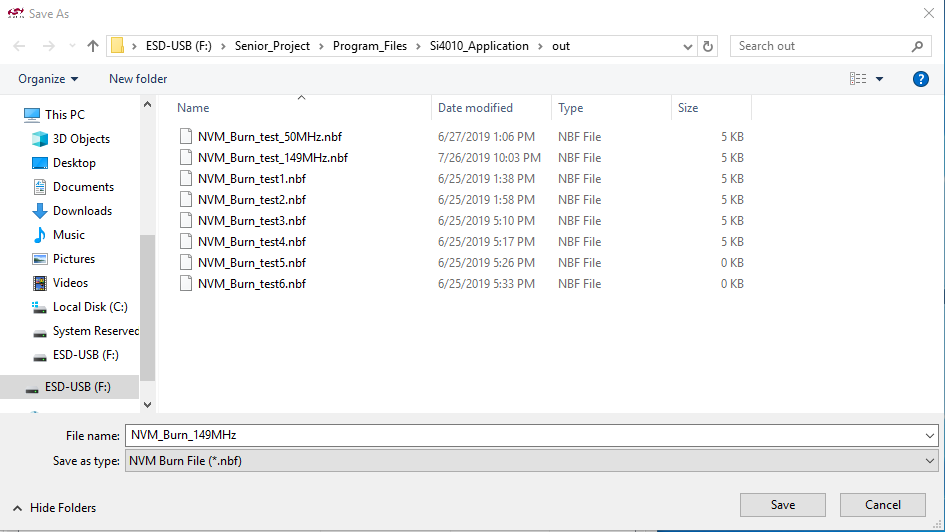 Save As
ESD-USB (F:) > Senior_Project > Program_Files > Si4010_Application > out
Search out
Organize
New folder
?
This PC
3D Objects
Desktop
Documents
Downloads
Music
Pictures
Videos
Local Disk (C:)
System Reserved
ESD-USB (F:)
ESD-USB (F:)
Name Date modified Type Size
NVM_Burn_test_50MHz.nbf 6/27/2019 1:06 PM NBF File 5 KB
NVM_Burn_test_149MHz.nbf 7/26/2019 10:03 PM NBF File 5 KB
NVM_Burn_test1.nbf 6/25/2019 1:38 PM NBF File 5 KB
NVM_Burn_test2.nbf 6/25/2019 1:58 PM NBF File 5 KB
NVM_Burn_test3.nbf 6/25/2019 5:10 PM NBF File 5 KB
NVM_Burn_test4.nbf 6/25/2019 5:17 PM NBF File 5 KB
NVM_Burn_test5.nbf 6/25/2019 5:26 PM NBF File 0 KB
NVM_Burn_test6.nbf 6/25/2019 5:33 PM NBF File 0 KB
File name: NVM_Burn_149MHz
Save as type: NVM Burn File (*.nbf)
Hide Folders
Save
Cancel